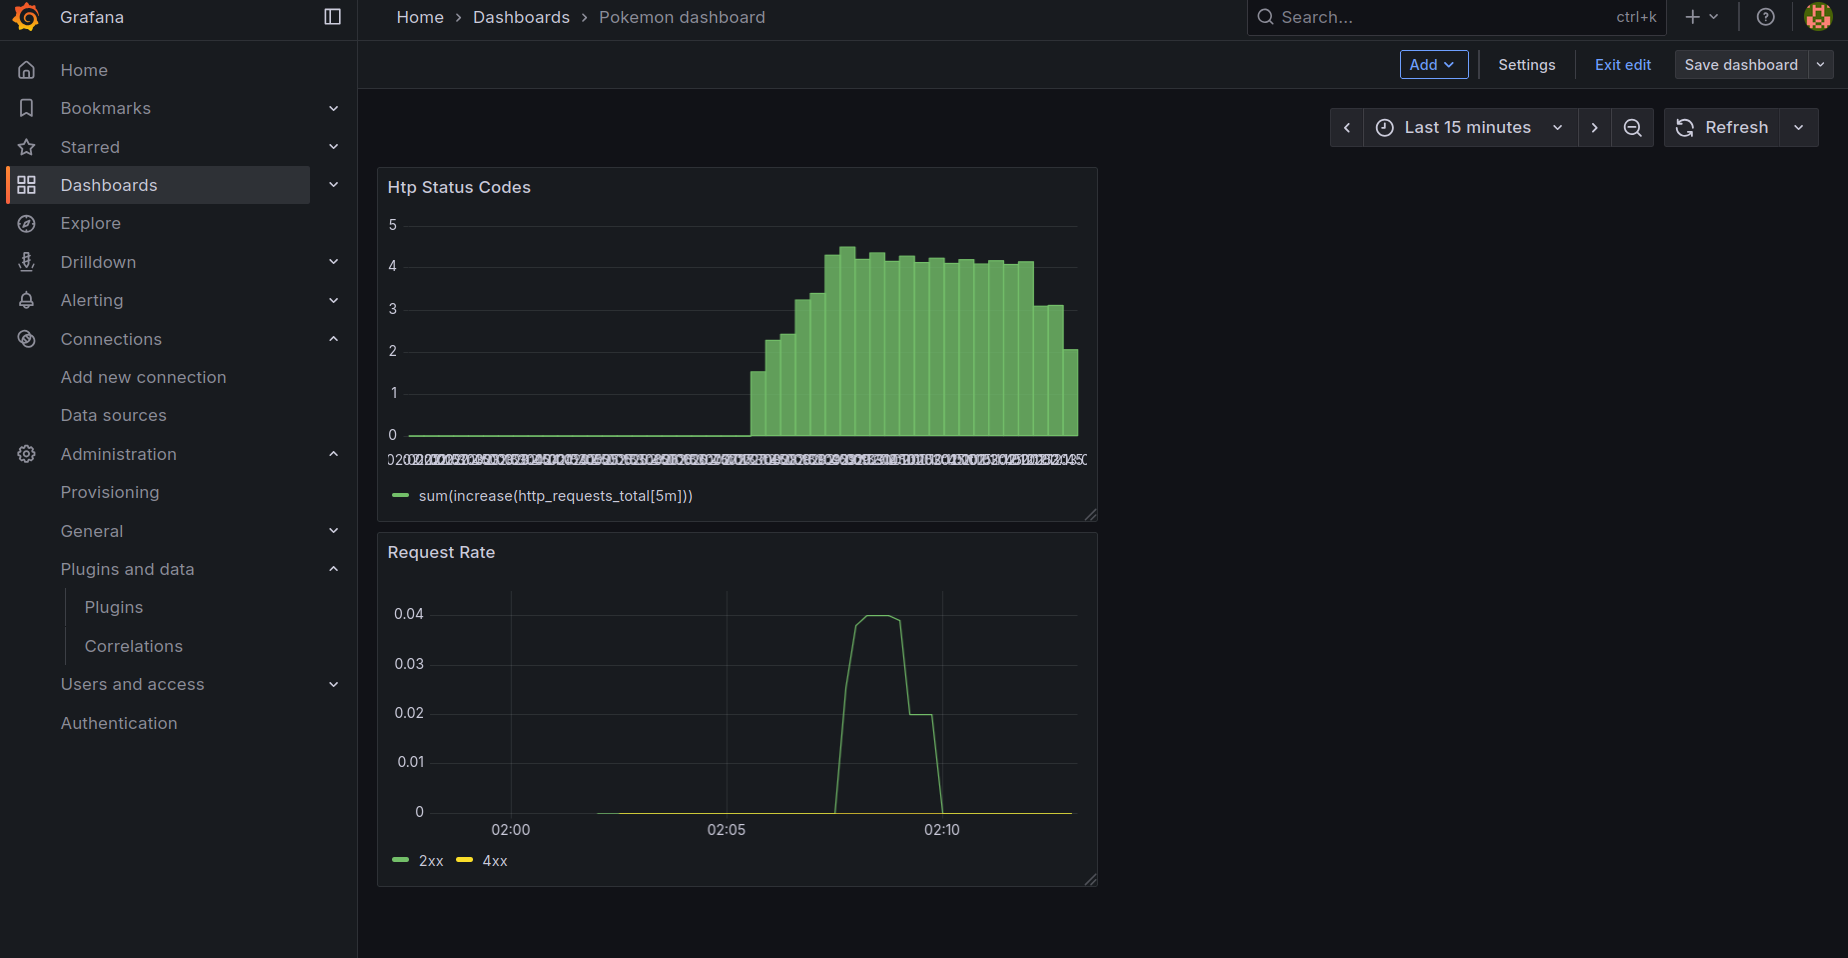 Grafana
Home
Dashboards
Pokemon dashboard
Search...
ctrl+k
Home
Bookmarks
Starred
Dashboards
Explore
Drilldown
Alerting
Connections
Add new connection
Data sources
Administration
Provisioning
General
Plugins and data
Plugins
Correlations
Users and access
Authentication
Add
Settings
Exit edit
Save dashboard
Last 15 minutes
Refresh
Htp Status Codes
5
4
3
2
1
0
sum(increase(http_requests_total[5m]))
Request Rate
0.04
0.03
0.02
0.01
0
02:00 02:05 02:10
2xx 4xx